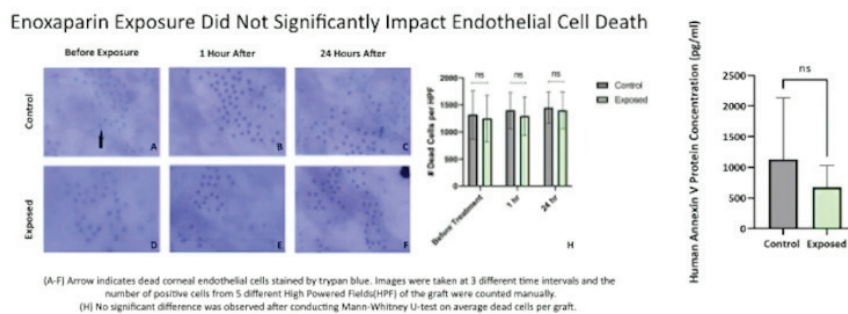 Enoxaparin Exposure Did Not Significantly Impact Endothelial Cell Death
Before Exposure
1 Hour After
24 Hours After
Control
A
B
C
Exposed
D
E
F
# Dead Cells per HPF
2000
1500
1000
500
0
ns
ns
ns
Control
Exposed
Before Treatment
1 hr
24 hr
H
Human Annexin V Protein Concentration (pg/ml)
2500
2000
1500
1000
500
0
ns
Control
Exposed
(A-F) Arrow indicates dead corneal endothelial cells stained by trypan blue. Images were taken at 3 different time intervals and the
number of positive cells from 5 different High Powered Fields(HPF) of the graft were counted manually.
(H) No significant difference was observed after conducting Mann-Whitney U-test on average dead cells per graft.